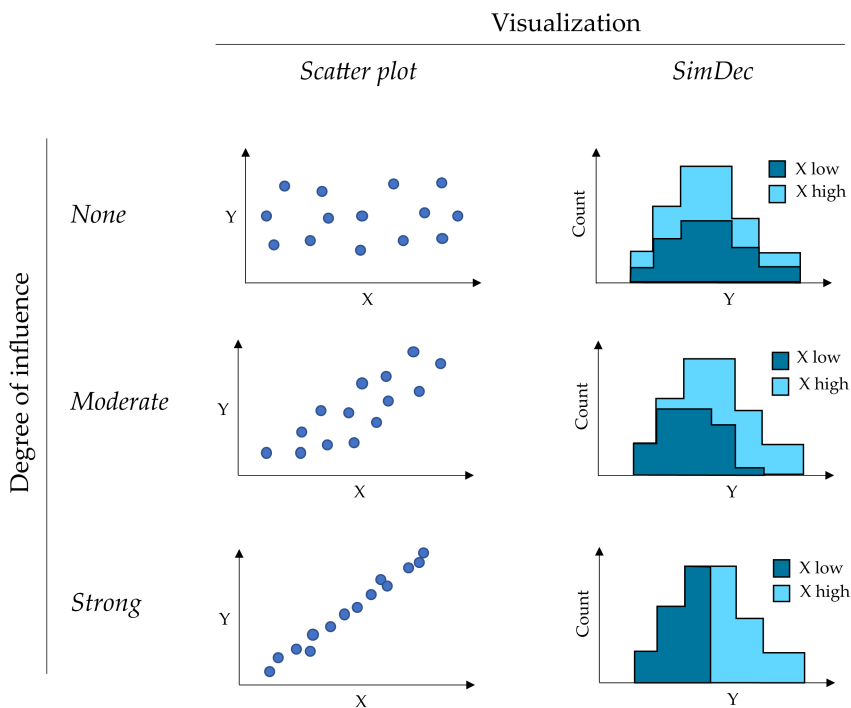 Visualization
Scatter plot
SimDec
Degree of influence
None
Y
X
Count
Y
X low
X high
Moderate
Y
X
Count
Y
X low
X high
Strong
Y
X
Count
Y
X low
X high